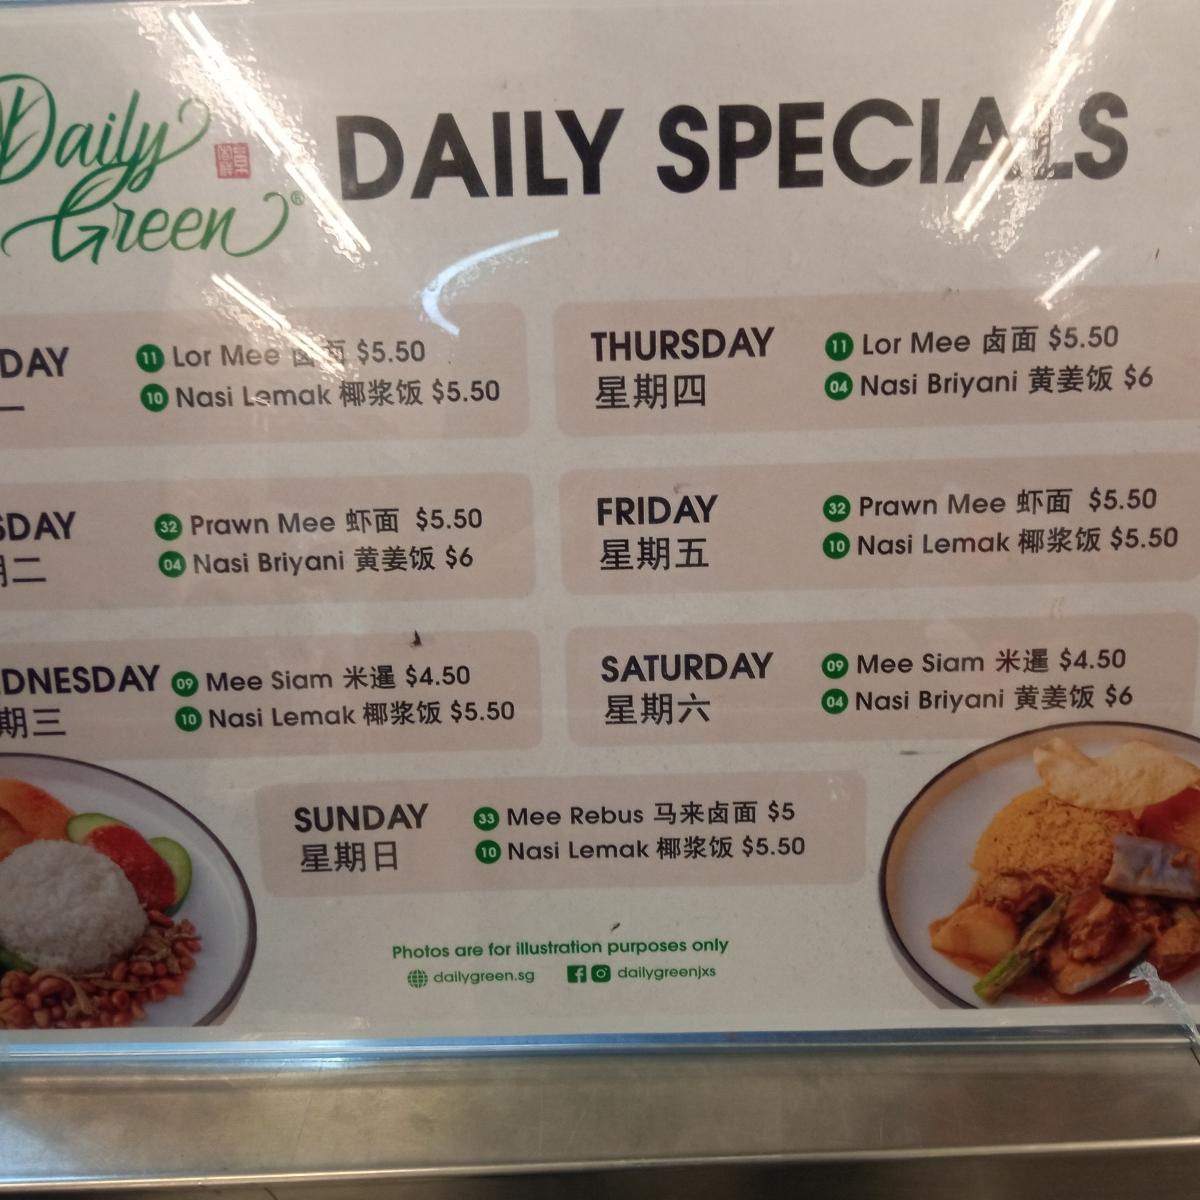 Daily
Green®
DAILY SPECIALS
DAY
一
11 Lor Mee 卤面 $5.50
10 Nasi Lemak 椰浆饭 $5.50
SDAY
期二
32 Prawn Mee 虾面 $5.50
04 Nasi Briyani 黄姜饭 $6
DNESDAY
期三
09 Mee Siam 米暹 $4.50
10 Nasi Lemak 椰浆饭 $5.50
THURSDAY
星期四
11 Lor Mee 卤面 $5.50
04 Nasi Briyani 黄姜饭 $6
FRIDAY
星期五
32 Prawn Mee 虾面 $5.50
10 Nasi Lemak 椰浆饭 $5.50
SATURDAY
星期六
09 Mee Siam 米暹 $4.50
04 Nasi Briyani 黄姜饭 $6
SUNDAY
星期日
33 Mee Rebus 马来卤面 $5
10 Nasi Lemak 椰浆饭 $5.50
Photos are for illustration purposes only
dailygreen.sg dailygreenjxs